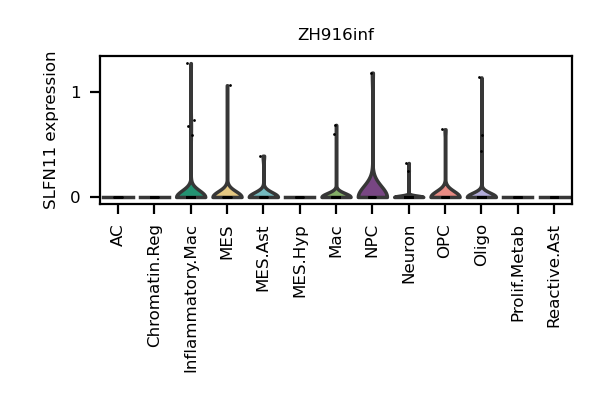 ZH916inf
SLFN11 expression
1
0
AC
Chromatin.Reg
Inflammatory.Mac
MES
MES.Ast
MES.Hyp
Mac
NPC
Neuron
OPC
Oligo
Prolif.Metab
Reactive.Ast